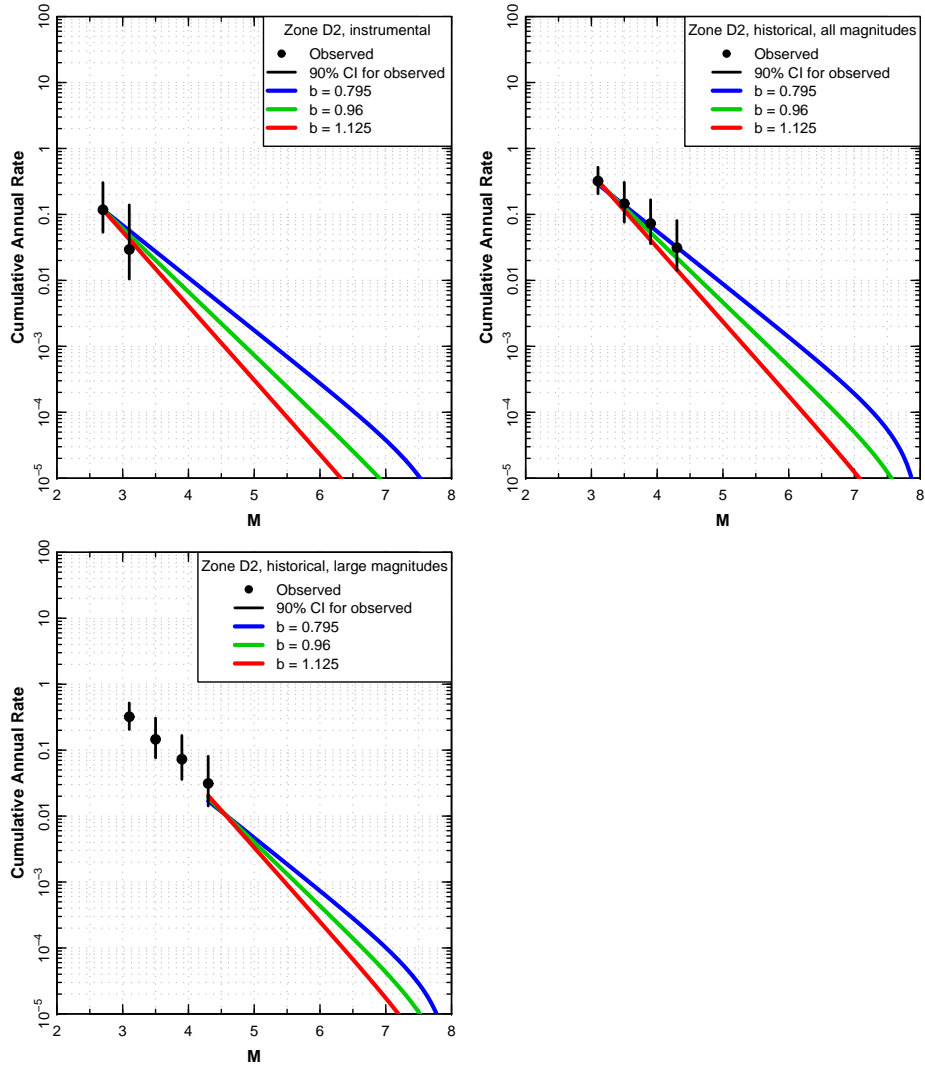 Zone D2, instrumental
Observed
90% CI for observed
b = 0.795
b = 0.96
b = 1.125
Cumulative Annual Rate
100
10
1
0.1
0.01
10⁻³
10⁻⁴
10⁻⁵
2 3 4 5 6 7 8
M
Zone D2, historical, all magnitudes
Observed
90% CI for observed
b = 0.795
b = 0.96
b = 1.125
Cumulative Annual Rate
100
10
1
0.1
0.01
10⁻³
10⁻⁴
10⁻⁵
2 3 4 5 6 7 8
M
Zone D2, historical, large magnitudes
Observed
90% CI for observed
b = 0.795
b = 0.96
b = 1.125
Cumulative Annual Rate
100
10
1
0.1
0.01
10⁻³
10⁻⁴
10⁻⁵
2 3 4 5 6 7 8
M